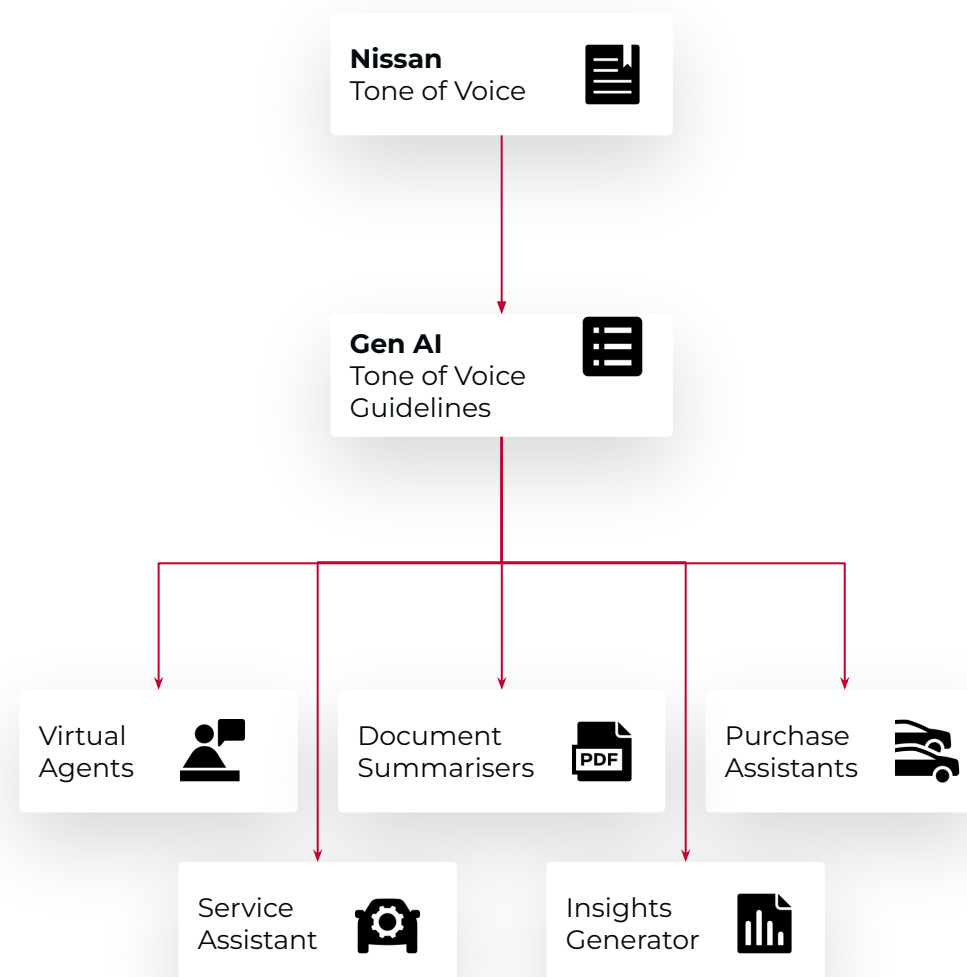 Nissan
Tone of Voice
Gen AI
Tone of Voice
Guidelines
Virtual
Agents
Document
Summarisers
PDF
Purchase
Assistants
Service
Assistant
Insights
Generator